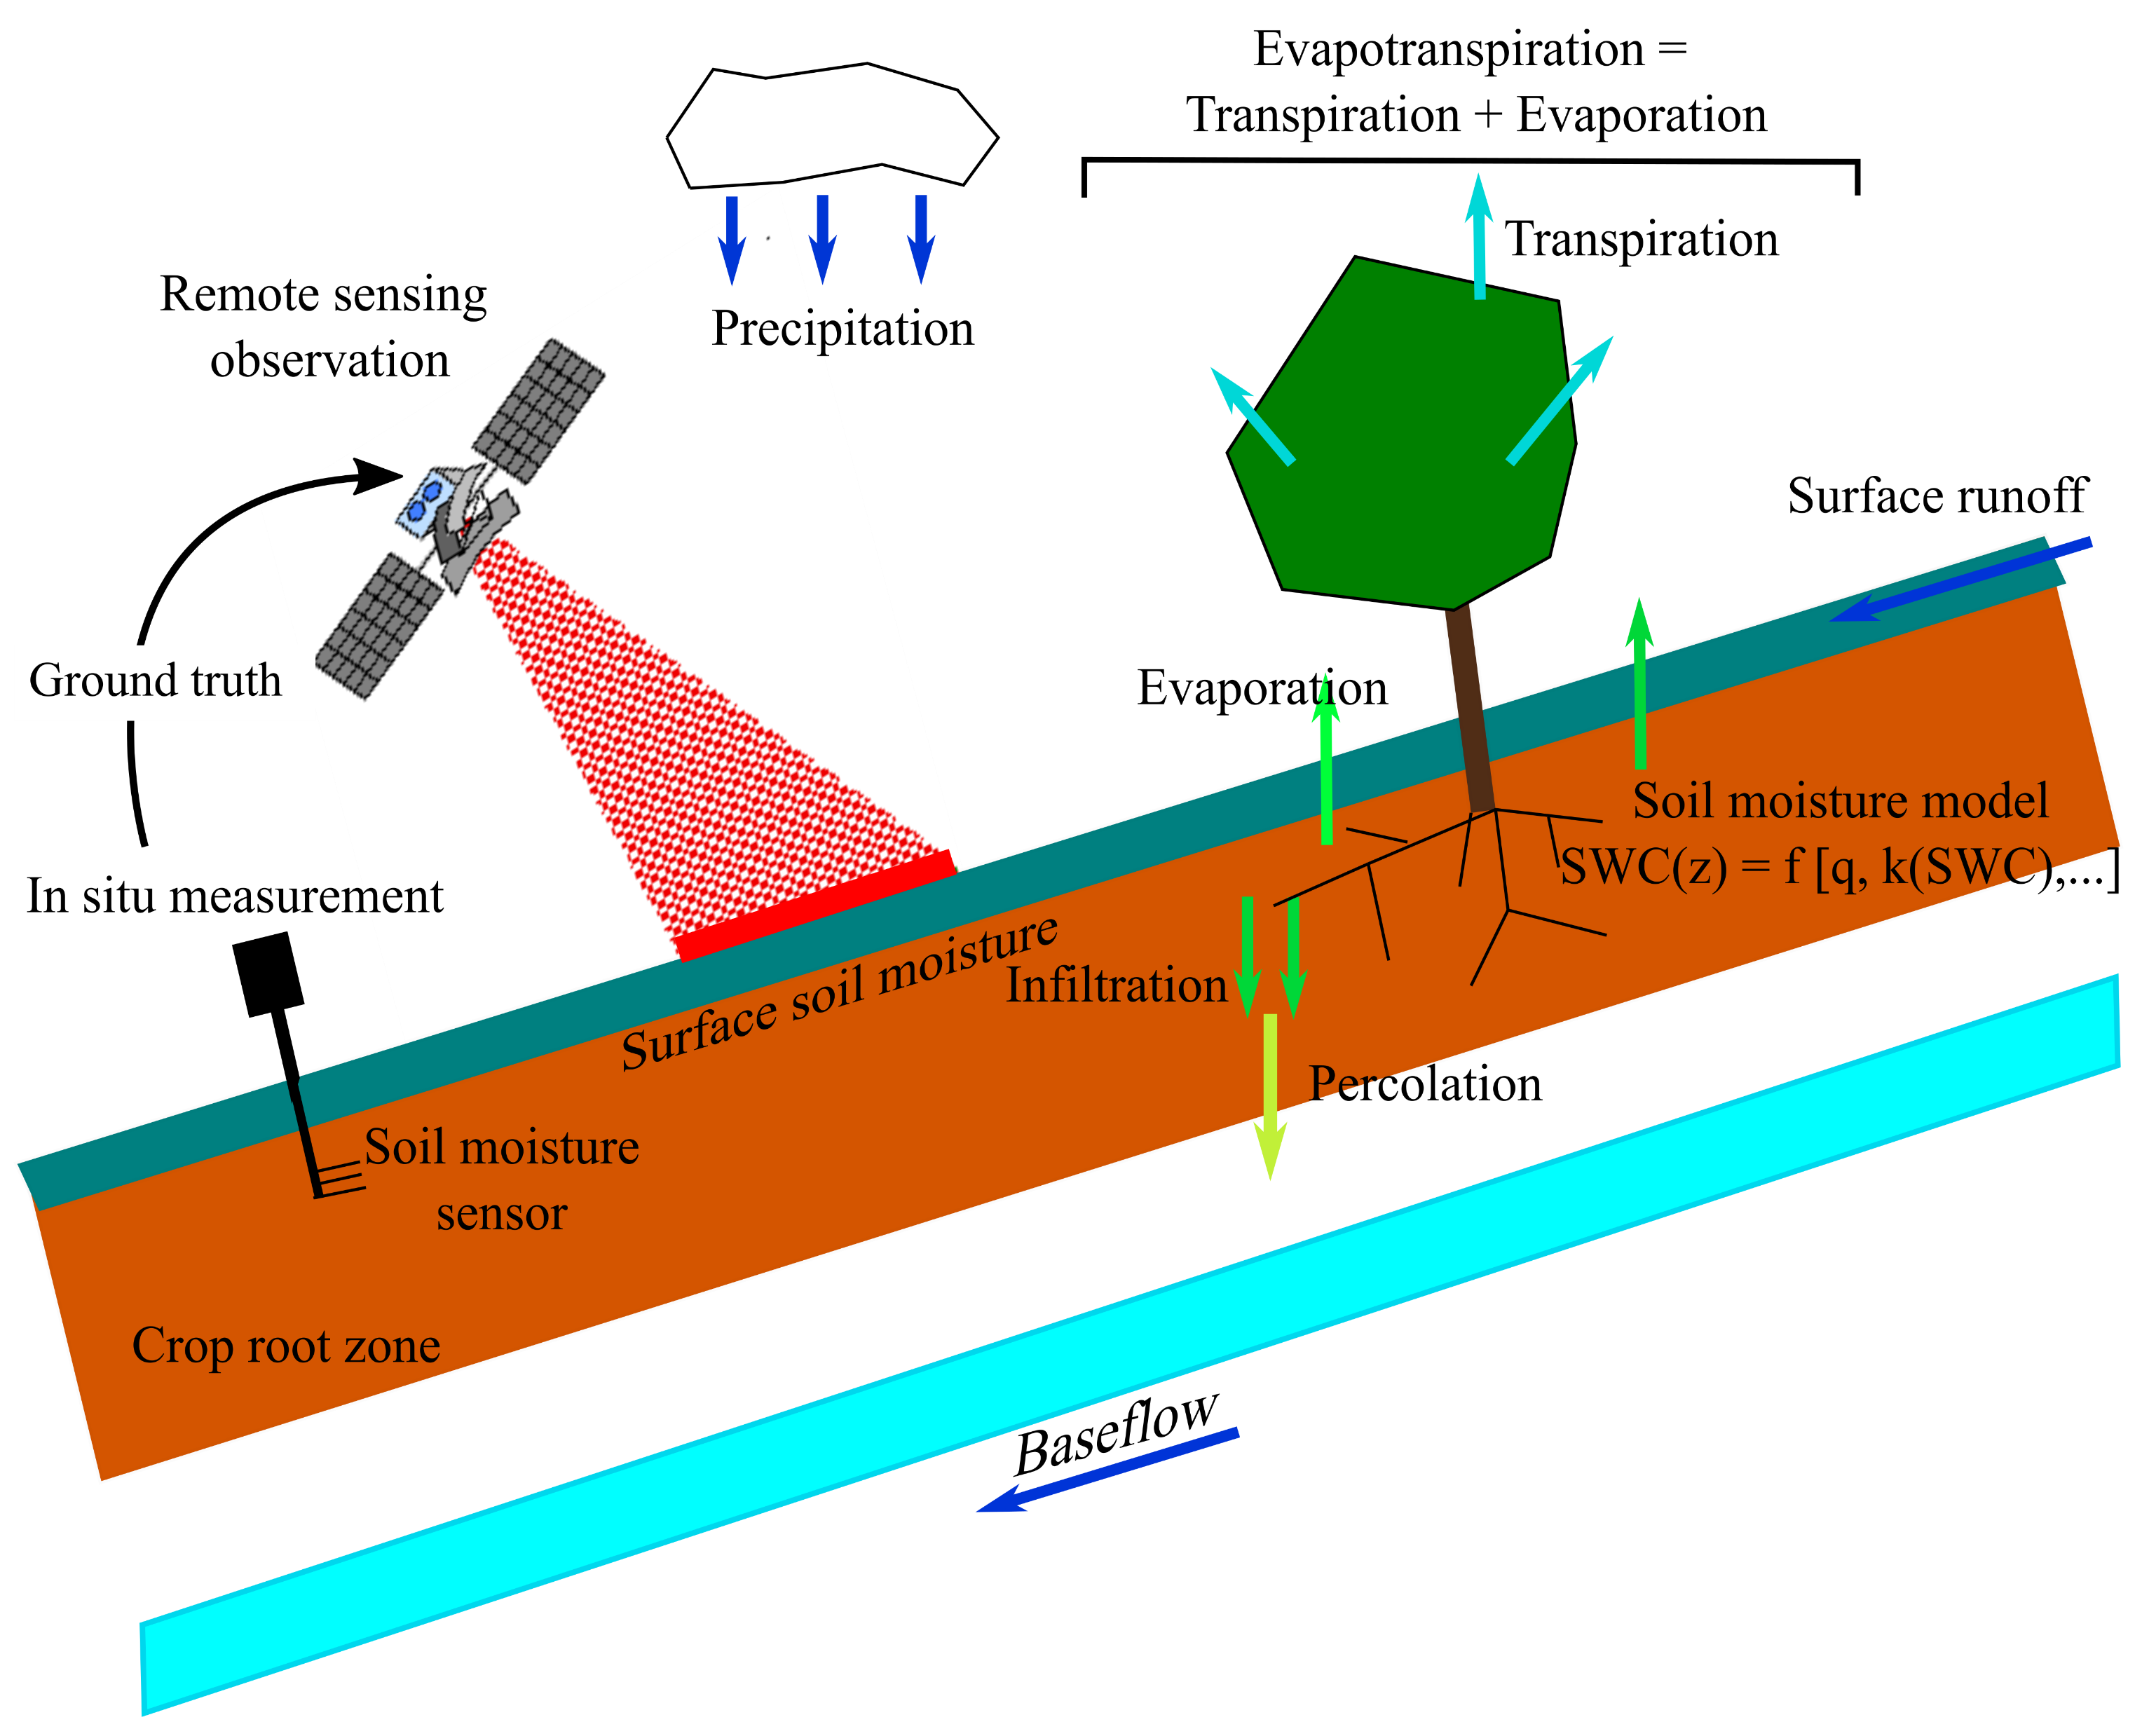 Evapotranspiration =
Transpiration + Evaporation
Transpiration
Remote sensing
observation
Precipitation
Surface runoff
Ground truth
Evaporation
Soil moisture model
SWC(z) = f [q, k(SWC),...]
In situ measurement
Surface soil moisture
Infiltration
Percolation
Soil moisture
sensor
Crop root zone
Baseflow